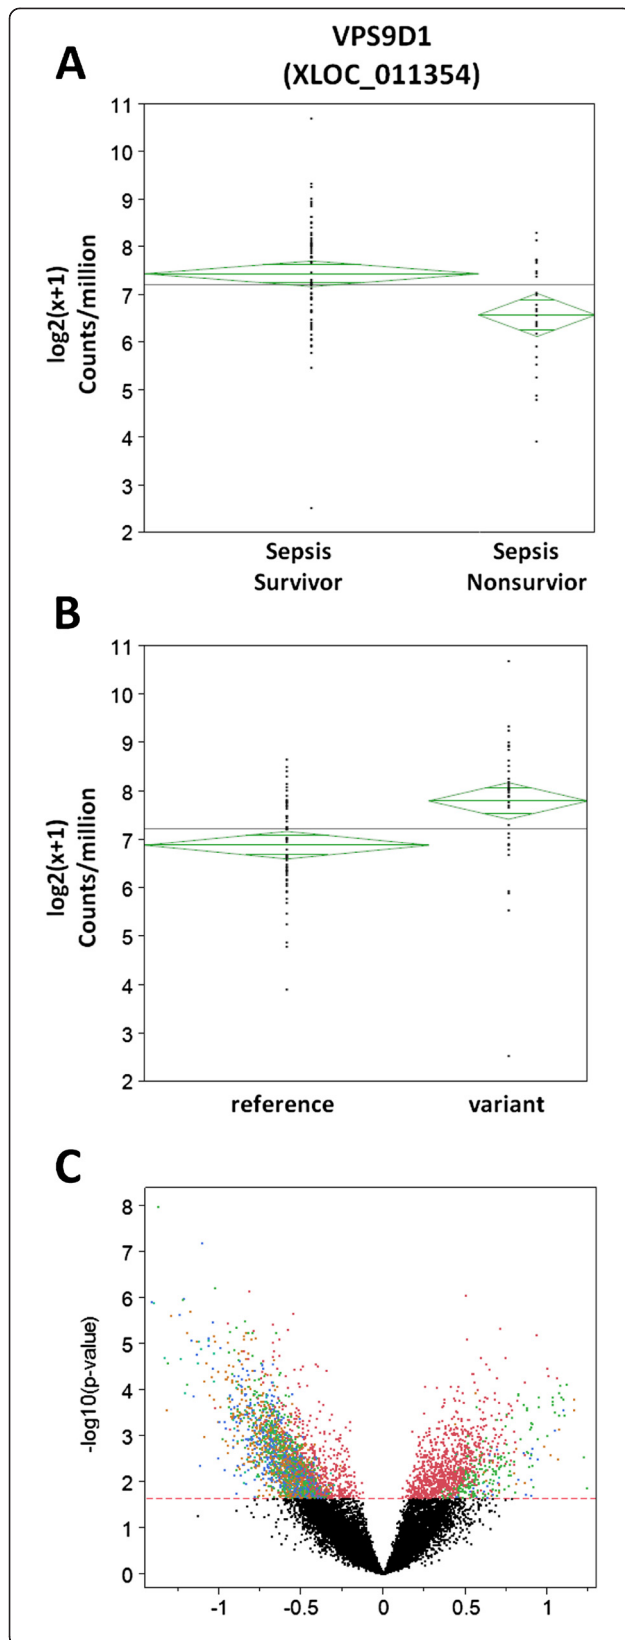 A
VPS9D1
(XLOC_011354)
11
10
9
8
7
6
5
4
3
2
log2(x+1)
Counts/million
Sepsis
Survivor
Sepsis
Nonsurvior
B
11
10
9
8
7
6
5
4
3
2
log2(x+1)
Counts/million
reference
variant
C
8
7
6
5
4
3
2
1
0
-log10(p-value)
-1
-0.5
0
0.5
1